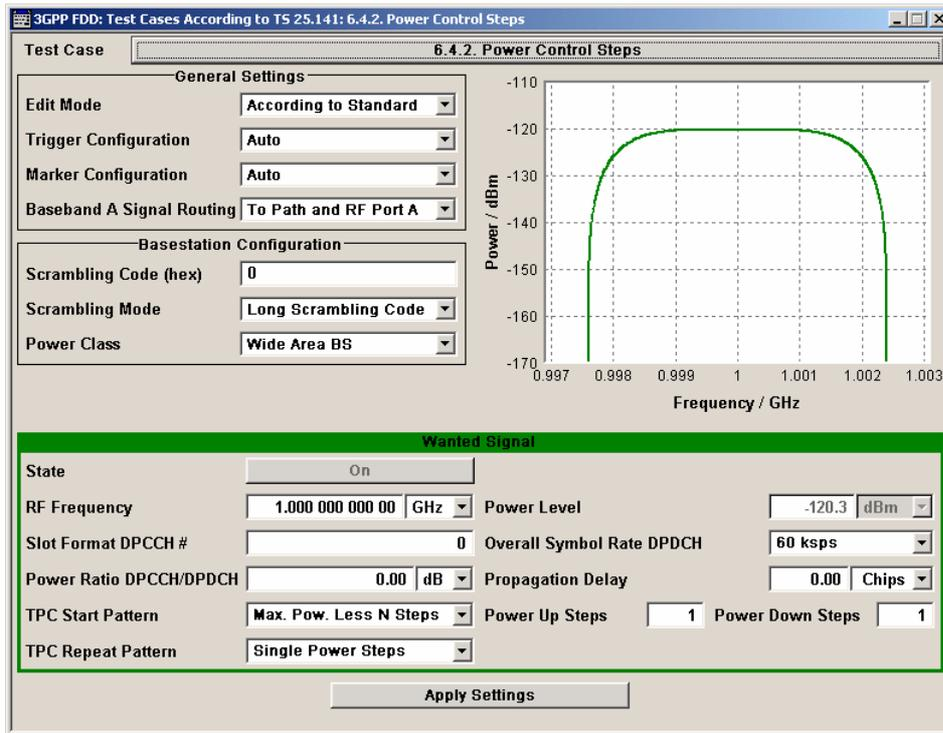 3GPP FDD: Test Cases According to TS 25.141: 6.4.2. Power Control Steps
Test Case 6.4.2. Power Control Steps
General Settings
Edit Mode According to Standard
Trigger Configuration Auto
Marker Configuration Auto
Baseband A Signal Routing To Path and RF Port A
Basestation Configuration
Scrambling Code (hex) 0
Scrambling Mode Long Scrambling Code
Power Class Wide Area BS
Power / dBm
-110
-120
-130
-140
-150
-160
-170
0.997 0.998 0.999 1 1.001 1.002 1.003
Frequency / GHz
Wanted Signal
State On
RF Frequency 1.000 000 000 00 GHz Power Level -120.3 dBm
Slot Format DPCCH # 0 Overall Symbol Rate DPDCH 60 ksps
Power Ratio DPCCH/DPDCH 0.00 dB Propagation Delay 0.00 Chips
TPC Start Pattern Max. Pow. Less N Steps Power Up Steps 1 Power Down Steps 1
TPC Repeat Pattern Single Power Steps
Apply Settings